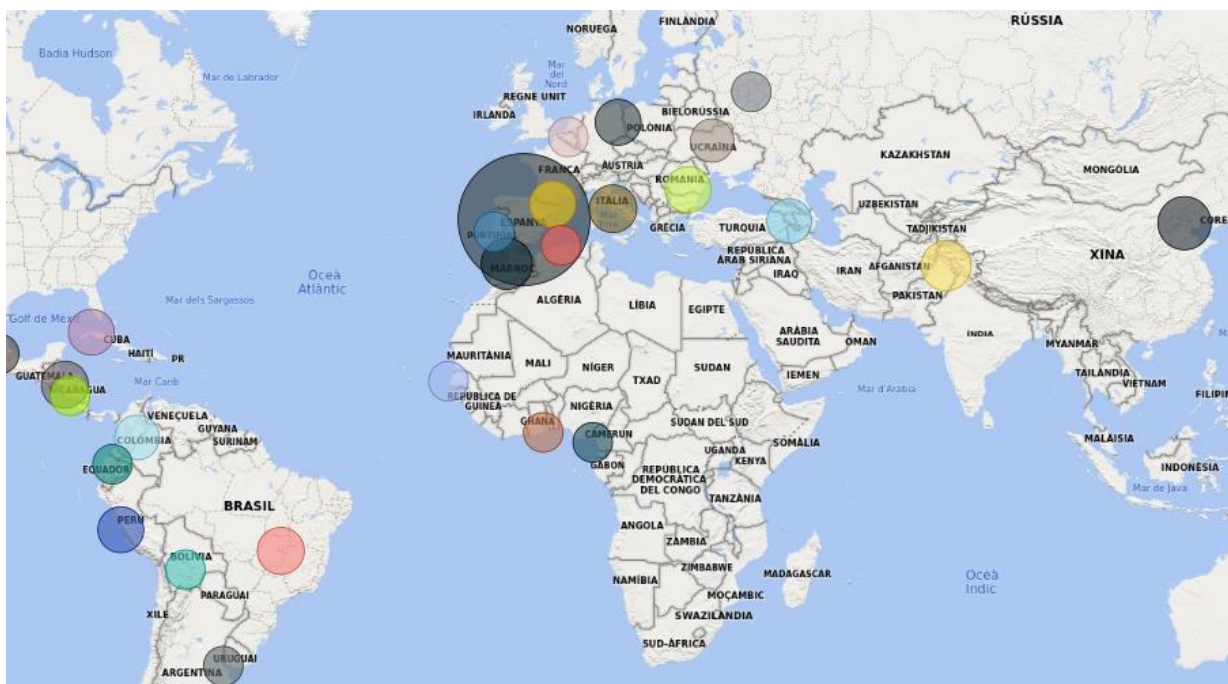 RÚSSIA
FINLÀNDIA
NORUEGA
Badia Hudson
Mar de Labrador
Mar
del
Nord
REGNE UNIT
IRLANDA
BIELORÚSSIA
POLÒNIA
UCRAÏNA
KAZAKHSTAN
MONGÒLIA
ÀUSTRIA
FRANÇA
ROMANIA
ITÀLIA
UZBEKISTAN
ESPANYA
PORTUGAL
GRÈCIA
TURQUIA
TADJIKISTAN
COREA
REPÚBLICA
ÀRAB SIRIANA
XINA
MARROC
IRAQ
IRAN
AFGANISTAN
Oceà
Atlàntic
PAKISTAN
Mar dels Sargassos
ALGÈRIA
LÍBIA
EGIPTE
Golf de Mèxic
ARÀBIA
SAUDITA
OMAN
ÍNDIA
CUBA
HAITÍ
PR
MYANMAR
MAURITÀNIA
MALI
NÍGER
TXAD
SUDAN
IEMEN
TAILÀNDIA
VIETNAM
FILIPIN
GUATEMALA
NICARAGUA
Mar Carib
Mar d'Aràbia
REPÚBLICA DE
GUINEA
NIGÈRIA
VENEÇUELA
GUYANA
SURINAM
COLÒMBIA
GHANA
CAMERUN
SUDAN DEL SUD
SOMÀLIA
MALÀISIA
UGANDA
KENYA
GABON
EQUADOR
REPÚBLICA
DEMOCRÀTICA
DEL CONGO
INDONÈSIA
Mar de Java
TANZÀNIA
BRASIL
PERÚ
ANGOLA
ZÀMBIA
BOLÍVIA
ZIMBABWE
NAMÍBIA
MADAGASCAR
MOÇAMBIC
Oceà
Índic
PARAGUAI
XILE
SWAZILANDIA
SUD-ÀFRICA
URUGUAI
ARGENTINA